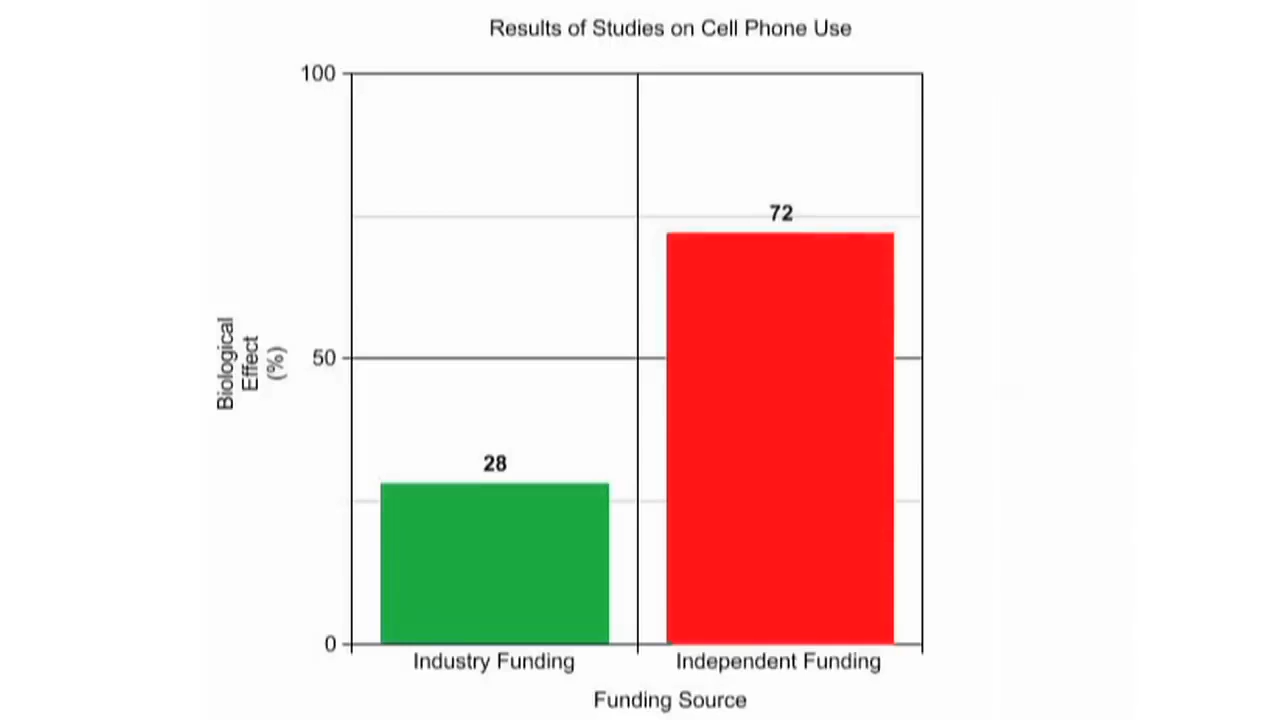 Results of Studies on Cell Phone Use
100
72
Biological
Effect
(%)
50
28
0
Industry Funding
Independent Funding
Funding Source